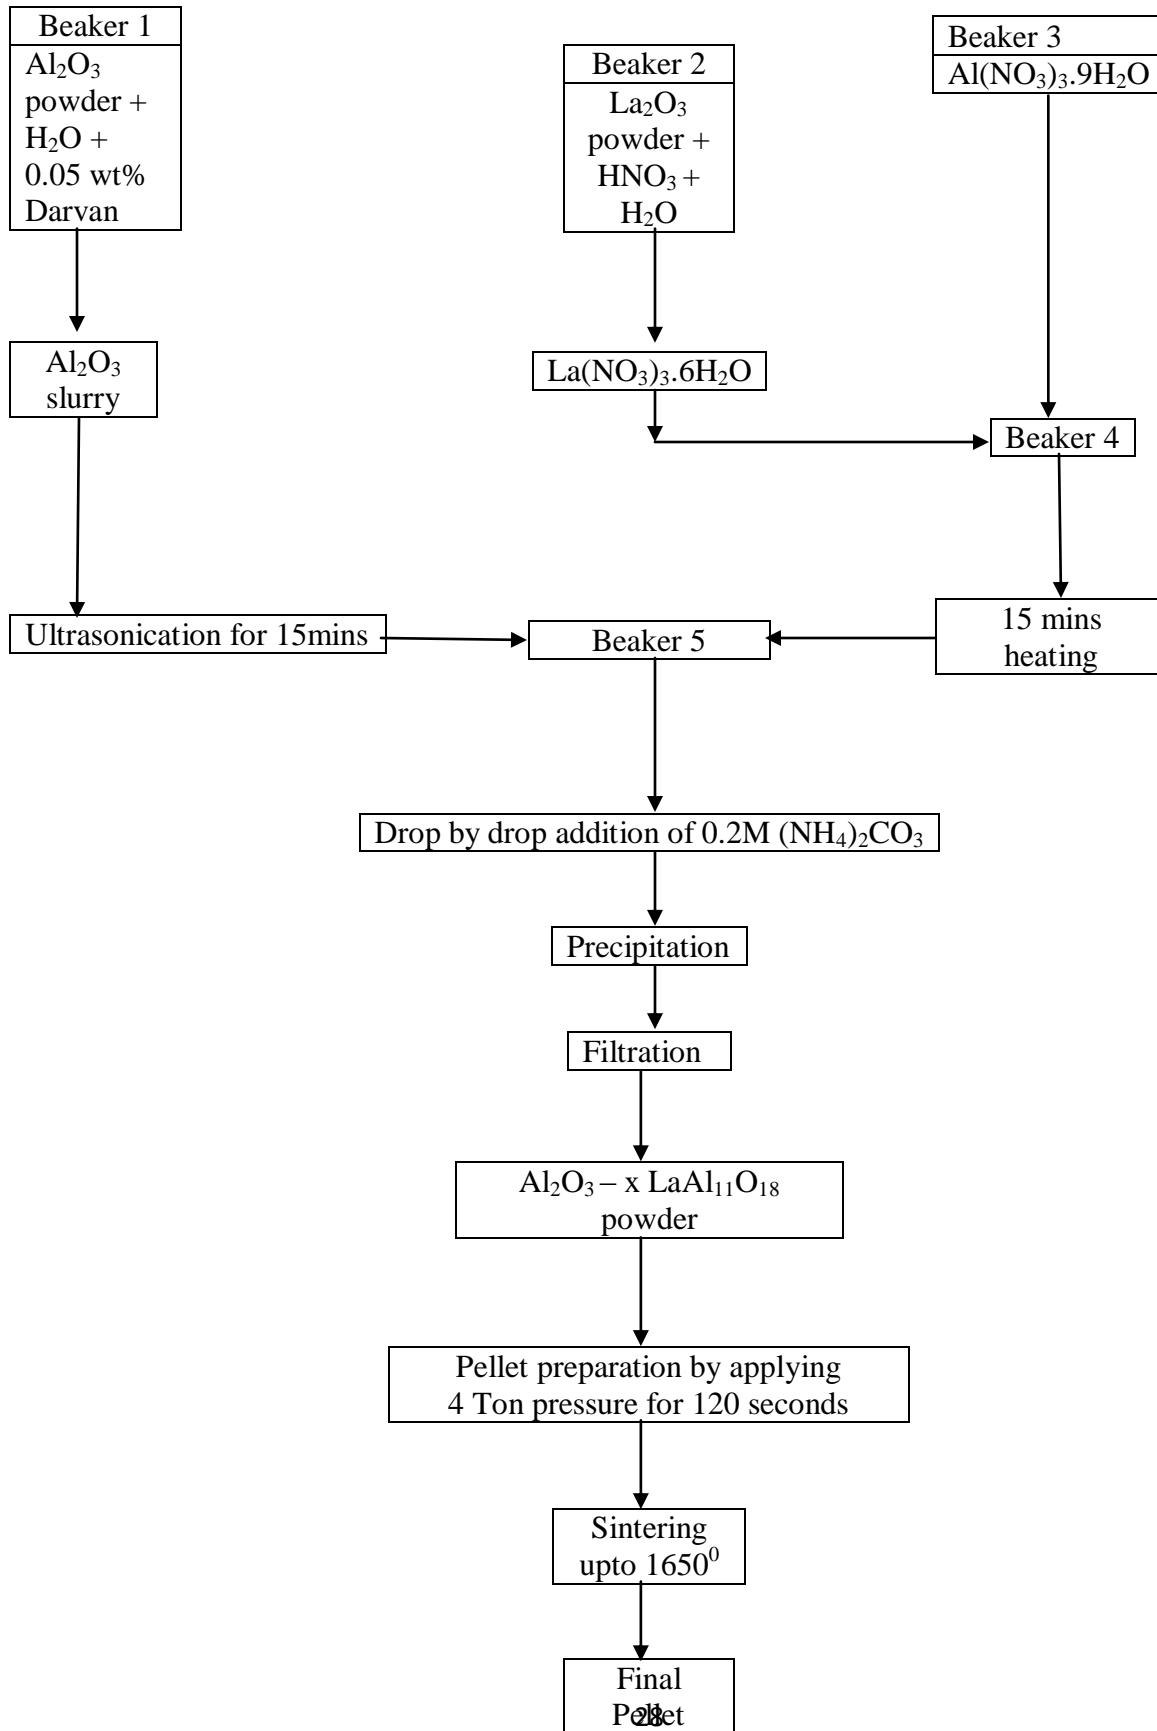 Beaker 1
Al₂O₃
powder +
H₂O +
0.05 wt%
Darvan
Beaker 2
La₂O₃
powder +
HNO₃ +
H₂O
Beaker 3
Al(NO₃)₃.9H₂O
Al₂O₃
slurry
La(NO₃)₃.6H₂O
Beaker 4
Ultrasonication for 15mins
Beaker 5
15 mins
heating
Drop by drop addition of 0.2M (NH₄)₂CO₃
Precipitation
Filtration
Al₂O₃ – x LaAl₁₁O₁₈
powder
Pellet preparation by applying
4 Ton pressure for 120 seconds
Sintering
upto 1650⁰
Final
Pellet
28